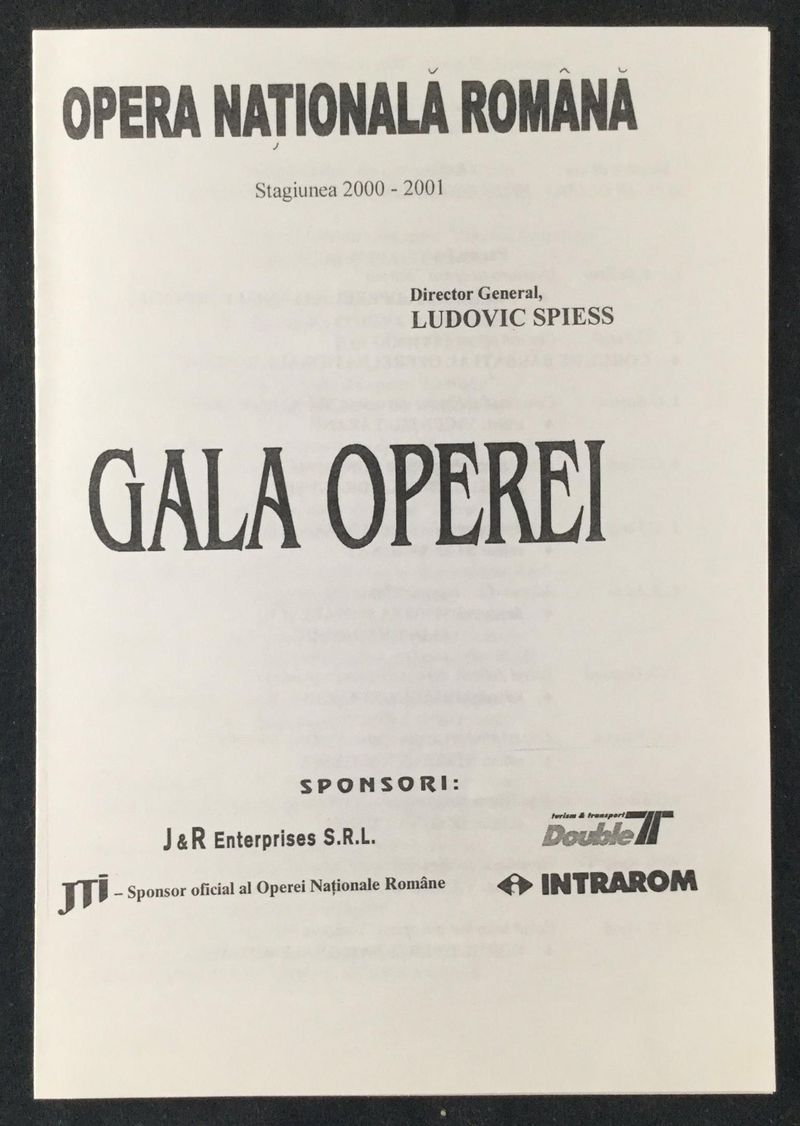 OPERA NAȚIONALĂ ROMÂNĂ
Stagiunea 2000 - 2001
Director General,
LUDOVIC SPIESS
GALA OPEREI
SPONSORI:
J & R Enterprises S.R.L.
turism & transport
Double T
JTI – Sponsor oficial al Operei Naționale Române
INTRAROM